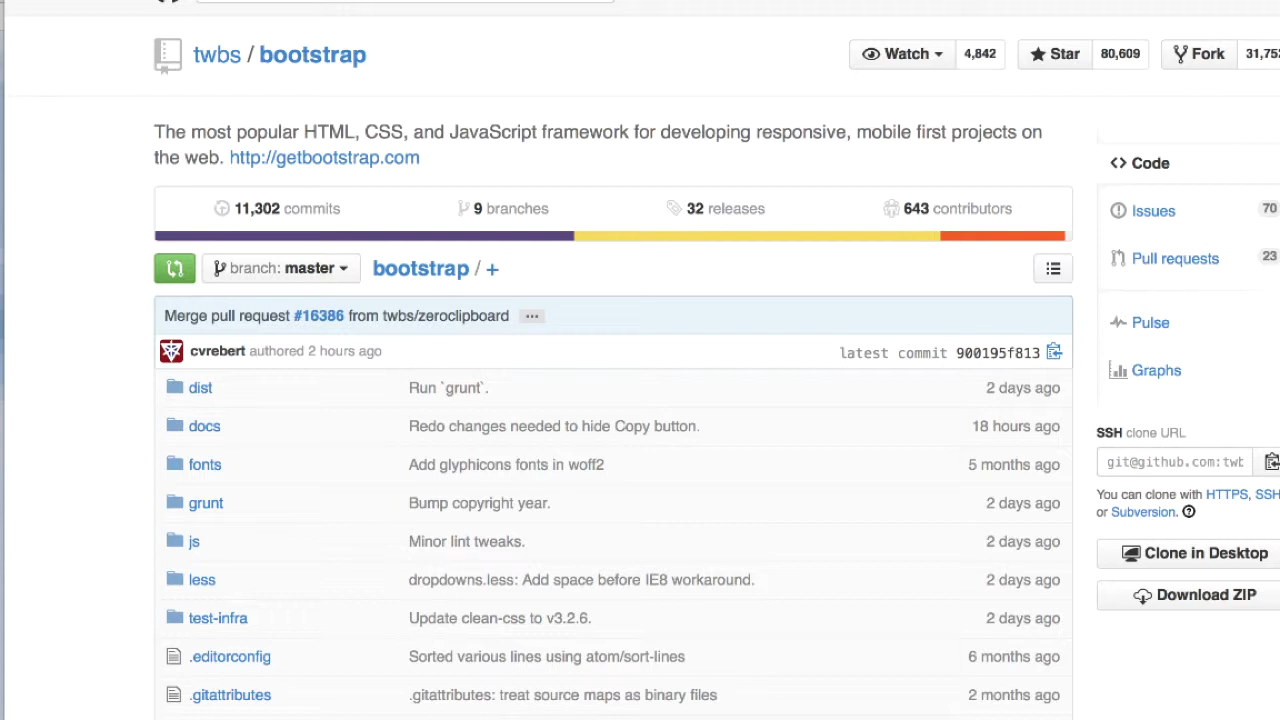 twbs / bootstrap
Watch 4,842 Star 80,609 Fork
The most popular HTML, CSS, and JavaScript framework for developing responsive, mobile first projects on
the web. http://getbootstrap.com
11,302 commits 9 branches 32 releases 643 contributors
branch: master bootstrap / +
Merge pull request #16386 from twbs/zeroclipboard ...
cvrebert authored 2 hours ago latest commit 900195f813
dist Run `grunt`. 2 days ago
docs Redo changes needed to hide Copy button. 18 hours ago
fonts Add glyphicons fonts in woff2 5 months ago
grunt Bump copyright year. 2 days ago
js Minor lint tweaks. 2 days ago
less dropdowns.less: Add space before IE8 workaround. 2 days ago
test-infra Update clean-css to v3.2.6. 2 days ago
.editorconfig Sorted various lines using atom/sort-lines 6 months ago
.gitattributes .gitattributes: treat source maps as binary files 2 months ago
<> Code
Issues 70
Pull requests 23
Pulse
Graphs
SSH clone URL
git@github.com:twb
You can clone with HTTPS, SSH
or Subversion.
Clone in Desktop
Download ZIP